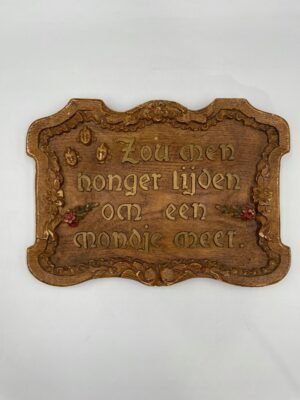 Zou men
honger lijden
om een
mondje meer.